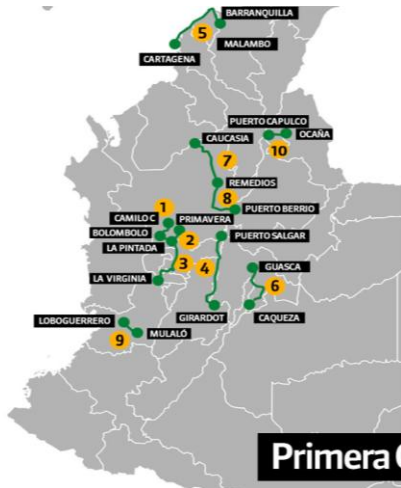 BARRANQUILLA
5
MALAMBO
CARTAGENA
PUERTO CAPULCO
CAUCASIA
OCAÑA
10
7
REMEDIOS
8
1
CAMILO C
PRIMAVERA
PUERTO BERRIO
BOLOMBOLO
2
PUERTO SALGAR
LA PINTADA
3
4
GUASCA
LA VIRGINIA
6
LOBOGUERRERO
GIRARDOT
CAQUEZA
MULALÓ
9
Primera